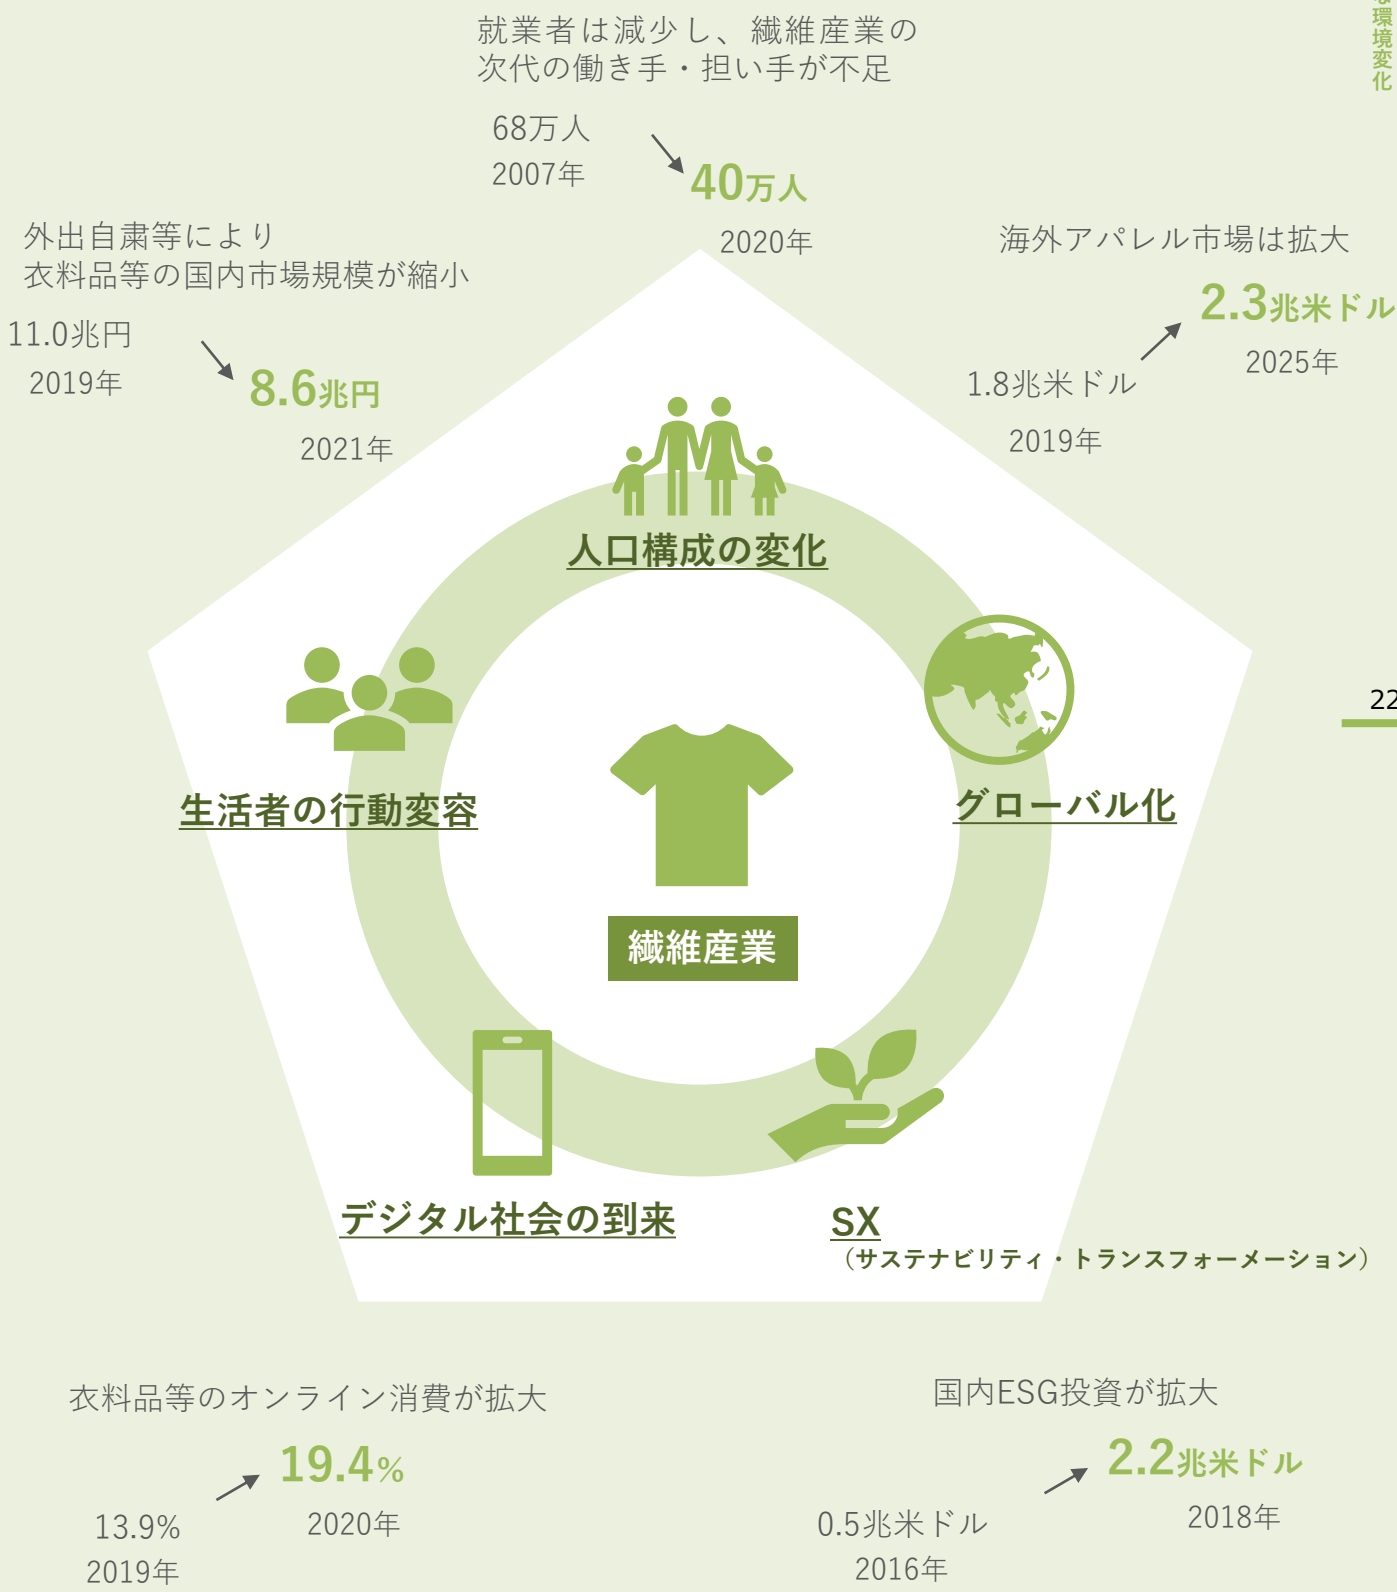 環境変化
就業者は減少し、繊維産業の
次代の働き手・担い手が不足
68万人
2007年
40万人
2020年
外出自粛等により
衣料品等の国内市場規模が縮小
11.0兆円
2019年
8.6兆円
2021年
海外アパレル市場は拡大
2.3兆米ドル
2025年
1.8兆米ドル
2019年
人口構成の変化
生活者の行動変容
グローバル化
22
繊維産業
デジタル社会の到来
SX
（サステナビリティ・トランスフォーメーション）
衣料品等のオンライン消費が拡大
19.4%
2020年
13.9%
2019年
国内ESG投資が拡大
2.2兆米ドル
2018年
0.5兆米ドル
2016年